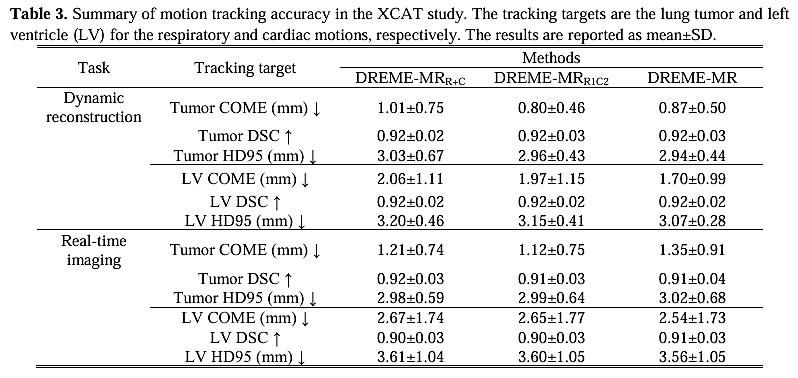 Table 3. Summary of motion tracking accuracy in the XCAT study. The tracking targets are the lung tumor and left
ventricle (LV) for the respiratory and cardiac motions, respectively. The results are reported as mean±SD.
Task Tracking target Methods
DREME-MRR+C DREME-MRR1C2 DREME-MR
Dynamic reconstruction Tumor COME (mm) ↓ 1.01±0.75 0.80±0.46 0.87±0.50
Tumor DSC ↑ 0.92±0.02 0.92±0.03 0.92±0.03
Tumor HD95 (mm) ↓ 3.03±0.67 2.96±0.43 2.94±0.44
LV COME (mm) ↓ 2.06±1.11 1.97±1.15 1.70±0.99
LV DSC ↑ 0.92±0.02 0.92±0.02 0.92±0.02
LV HD95 (mm) ↓ 3.20±0.46 3.15±0.41 3.07±0.28
Real-time imaging Tumor COME (mm) ↓ 1.21±0.74 1.12±0.75 1.35±0.91
Tumor DSC ↑ 0.92±0.03 0.91±0.03 0.91±0.04
Tumor HD95 (mm) ↓ 2.98±0.59 2.99±0.64 3.02±0.68
LV COME (mm) ↓ 2.67±1.74 2.65±1.77 2.54±1.73
LV DSC ↑ 0.90±0.03 0.90±0.03 0.91±0.03
LV HD95 (mm) ↓ 3.61±1.04 3.60±1.05 3.56±1.05